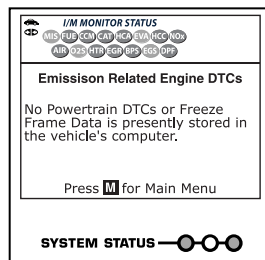 I/M MONITOR STATUS
MIS FUE CCM CAT HCA EVA HCC NOx
AIR O2S HTR EGR BPS EGS DPF
Emissison Related Engine DTCs
No Powertrain DTCs or Freeze
Frame Data is presently stored in
the vehicle's computer.
Press M for Main Menu
SYSTEM STATUS